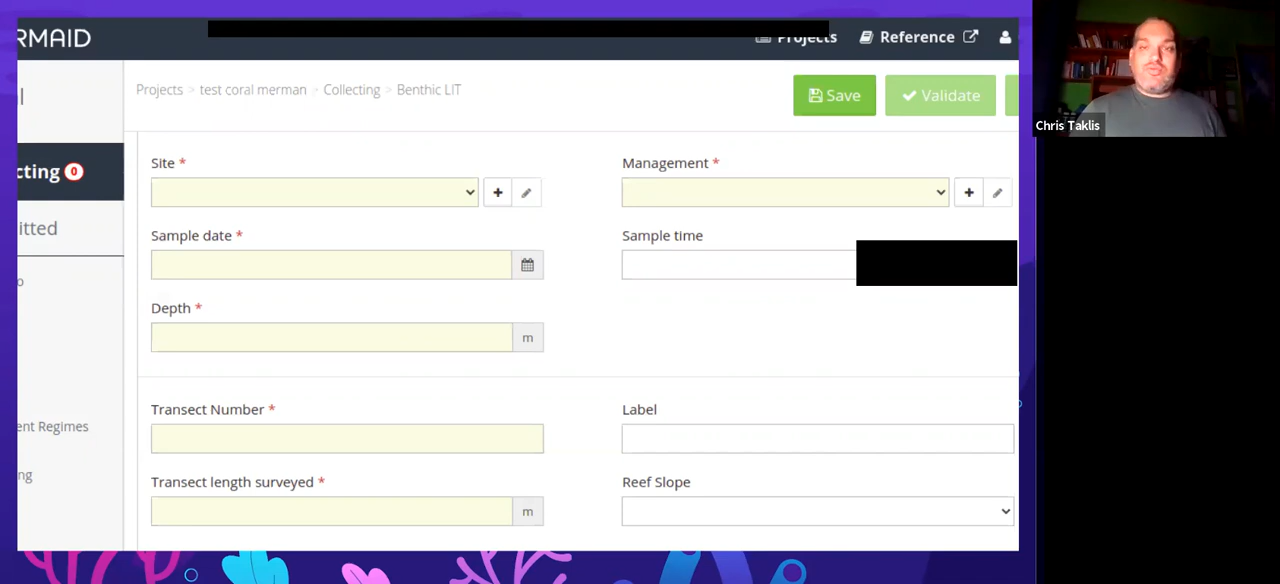 RMAID
Projects
Reference
Projects > test coral merman > Collecting > Benthic LIT
Save
Validate
cting 0
itted
ent Regimes
ng
Site *
Management *
Sample date *
Sample time
Depth *
m
Transect Number *
Label
Transect length surveyed *
Reef Slope
m
Chris Taklis